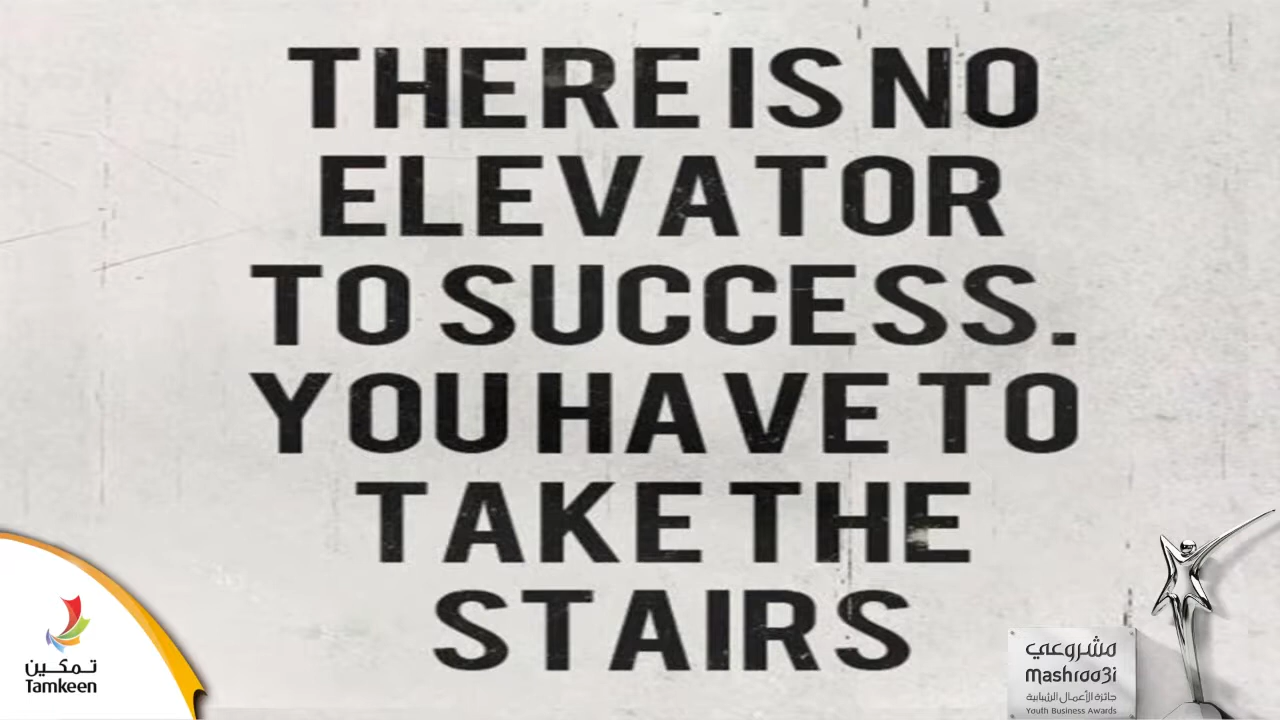 THERE IS NO
ELEVATOR
TO SUCCESS.
YOU HAVE TO
TAKE THE
STAIRS
تمكين
Tamkeen
مشروعي
mashroo3i
جائزة الأعمال الشبابية
Youth Business Awards